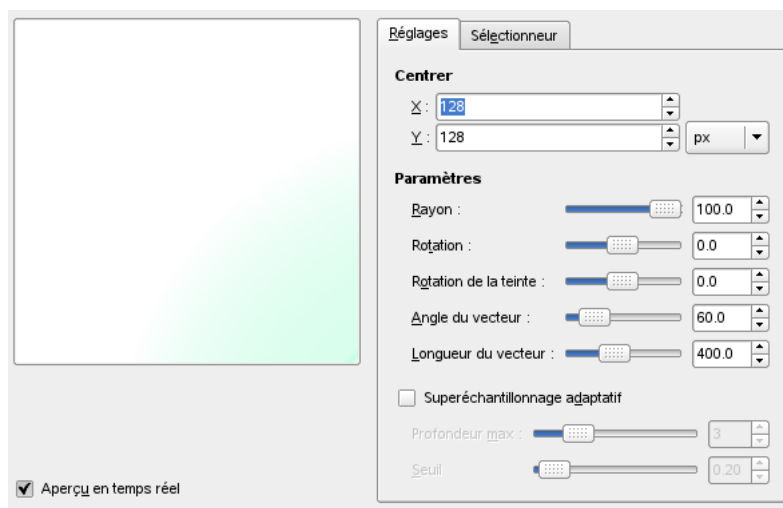 Réglages Sélectionneur
Centrer
X : 128
Y : 128 px
Paramètres
Rayon : 100.0
Rotation : 0.0
Rotation de la teinte : 0.0
Angle du vecteur : 60.0
Longueur du vecteur : 400.0
Superéchantillonnage adaptatif
Profondeur max : 3
Seuil 0.20
Aperçu en temps réel